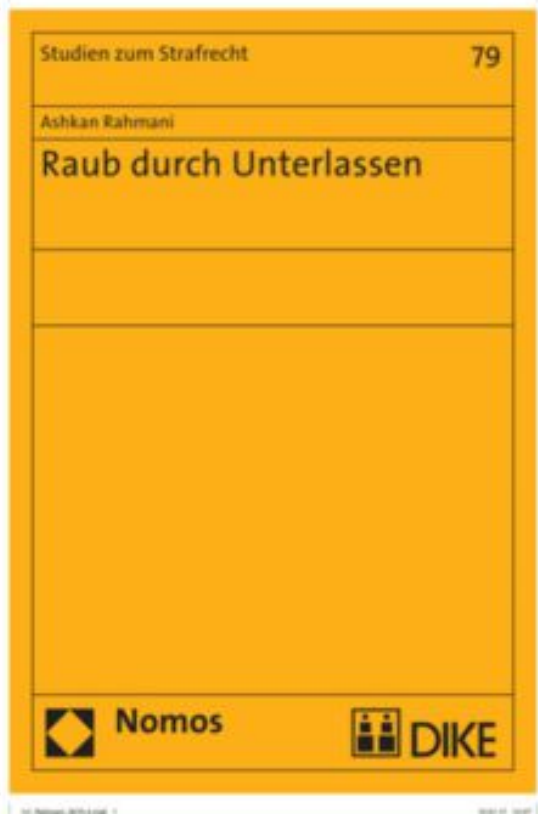 Studien zum Strafrecht 79
Ashkan Rahmani
Raub durch Unterlassen
Nomos
DIKE